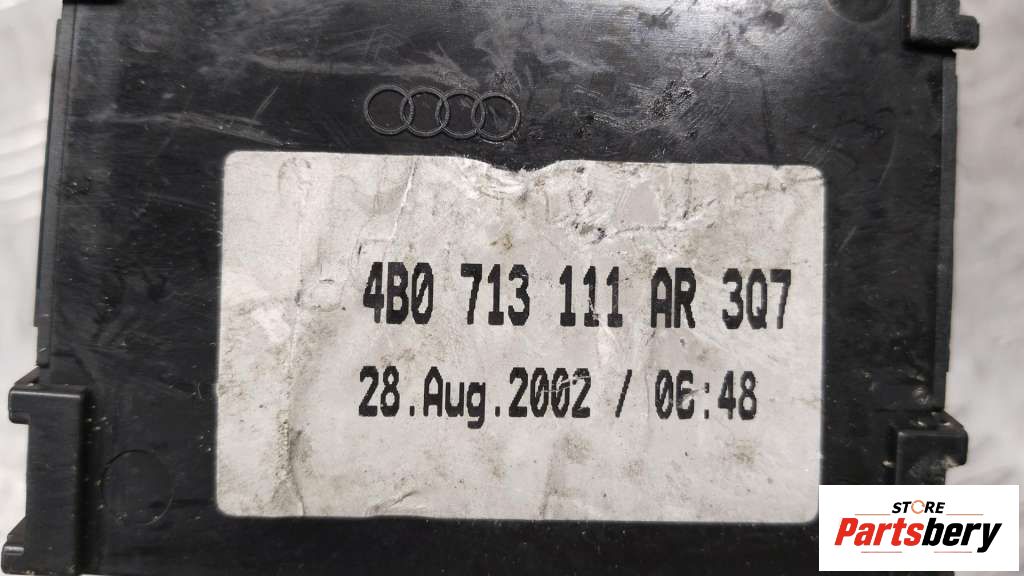 4B0 713 111 AR 3Q7
28.Aug.2002 / 06:48
STORE
Partsbery